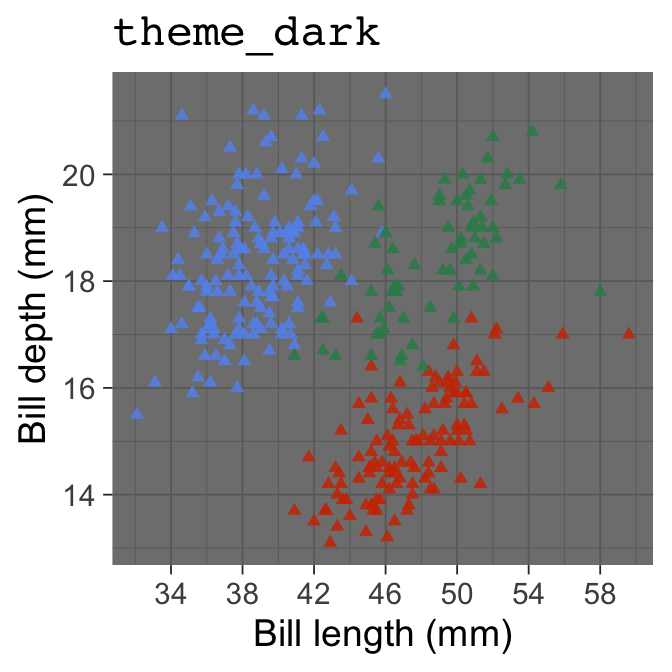 theme_dark
Bill depth (mm)
20
18
16
14
34 38 42 46 50 54 58
Bill length (mm)